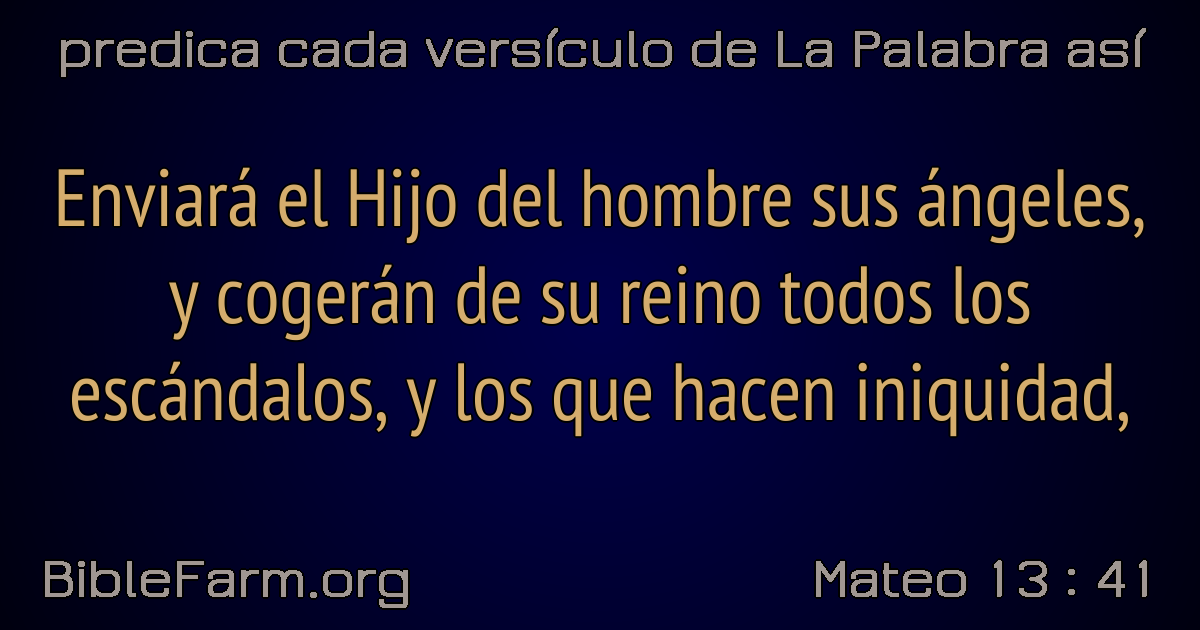 predica cada versículo de La Palabra así
Enviará el Hijo del hombre sus ángeles,
y cogerán de su reino todos los
escándalos, y los que hacen iniquidad,
BibleFarm.org
Mateo 13 : 41